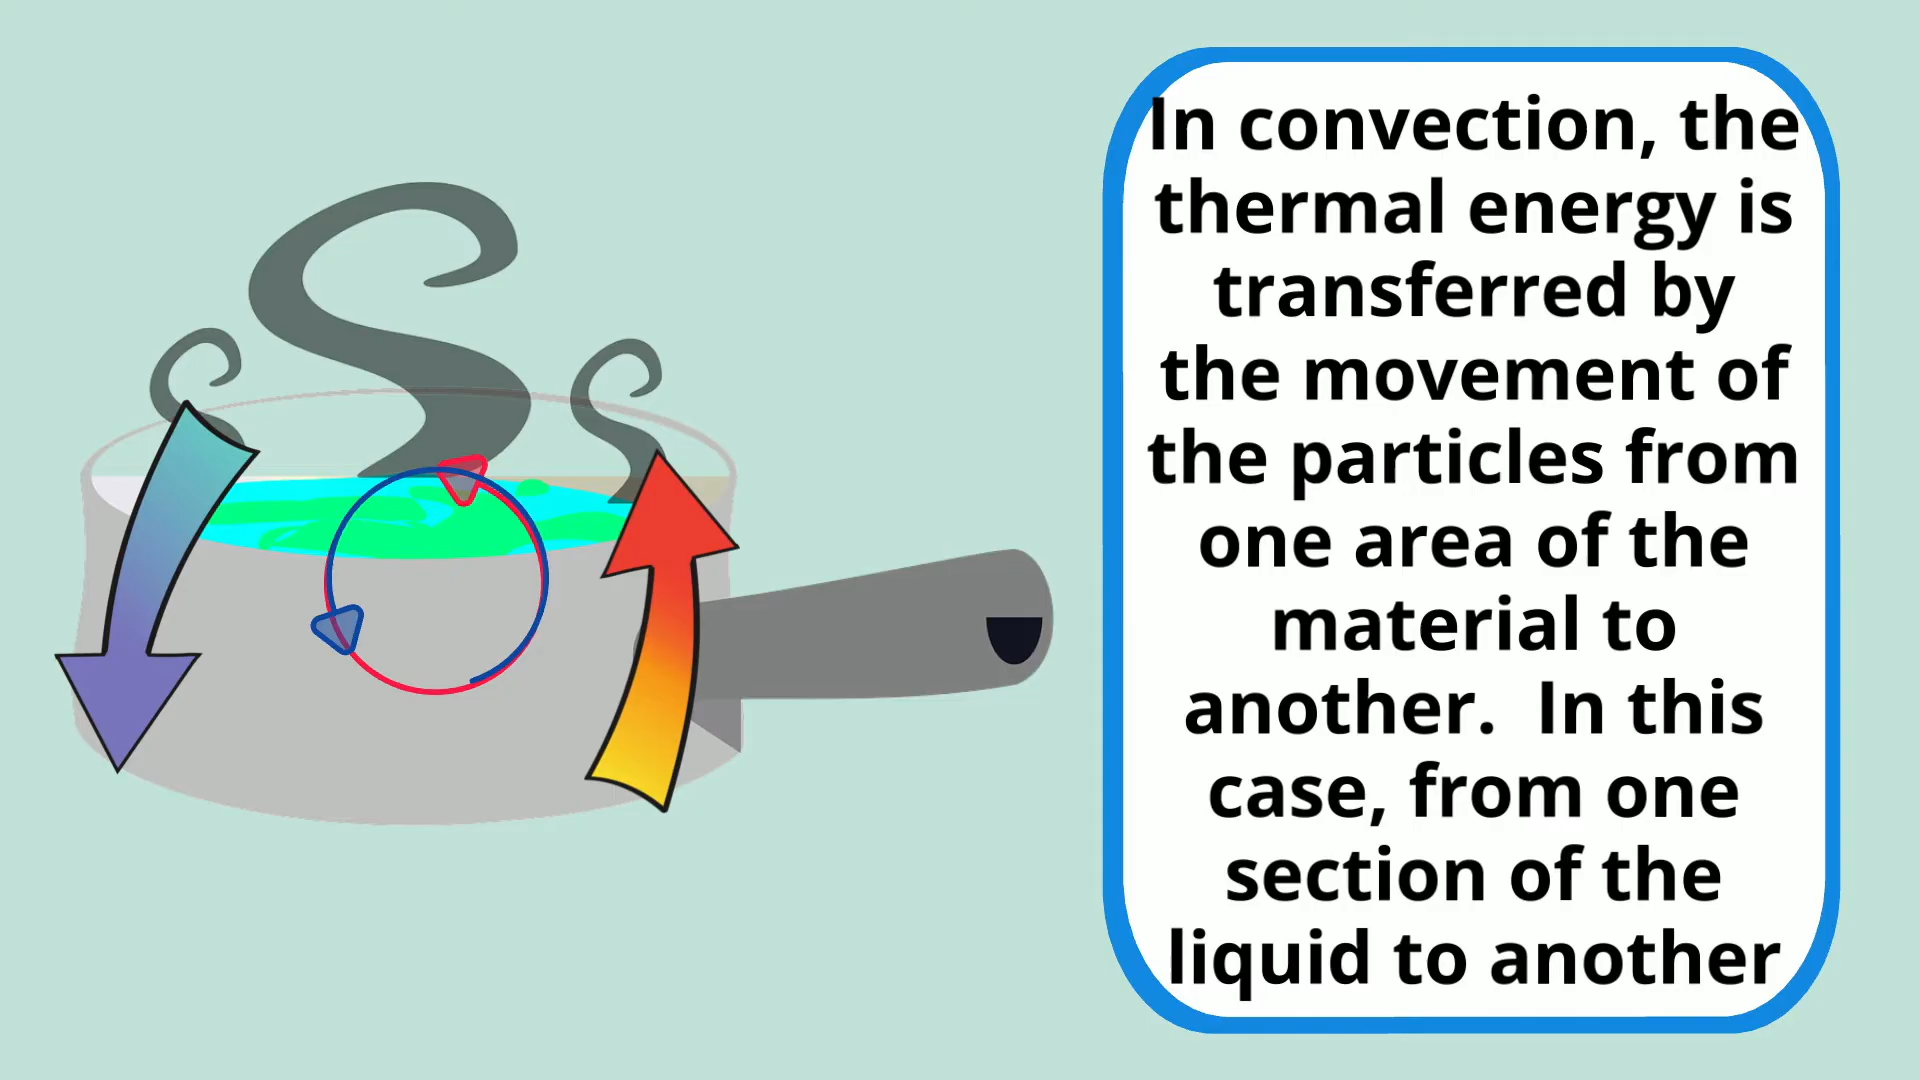 In convection, the
thermal energy is
transferred by
the movement of
the particles from
one area of the
material to
another.  In this
case, from one
section of the
liquid to another